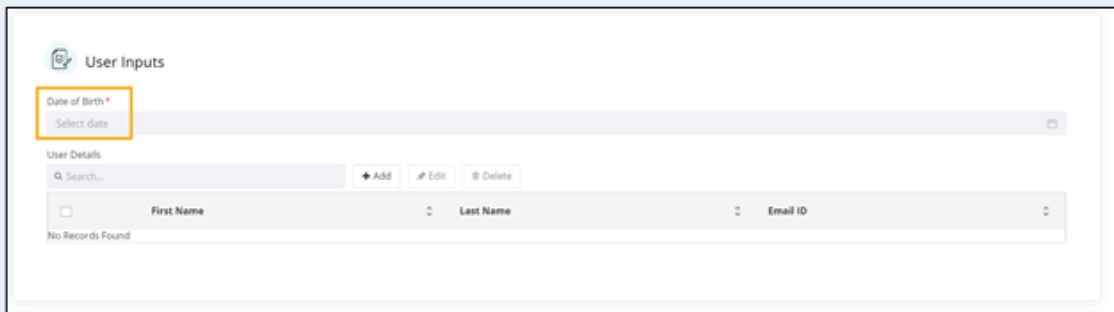 User Inputs
Date of Birth *
Select date
User Details
Search... Add Edit Delete
First Name Last Name Email ID
No Records Found